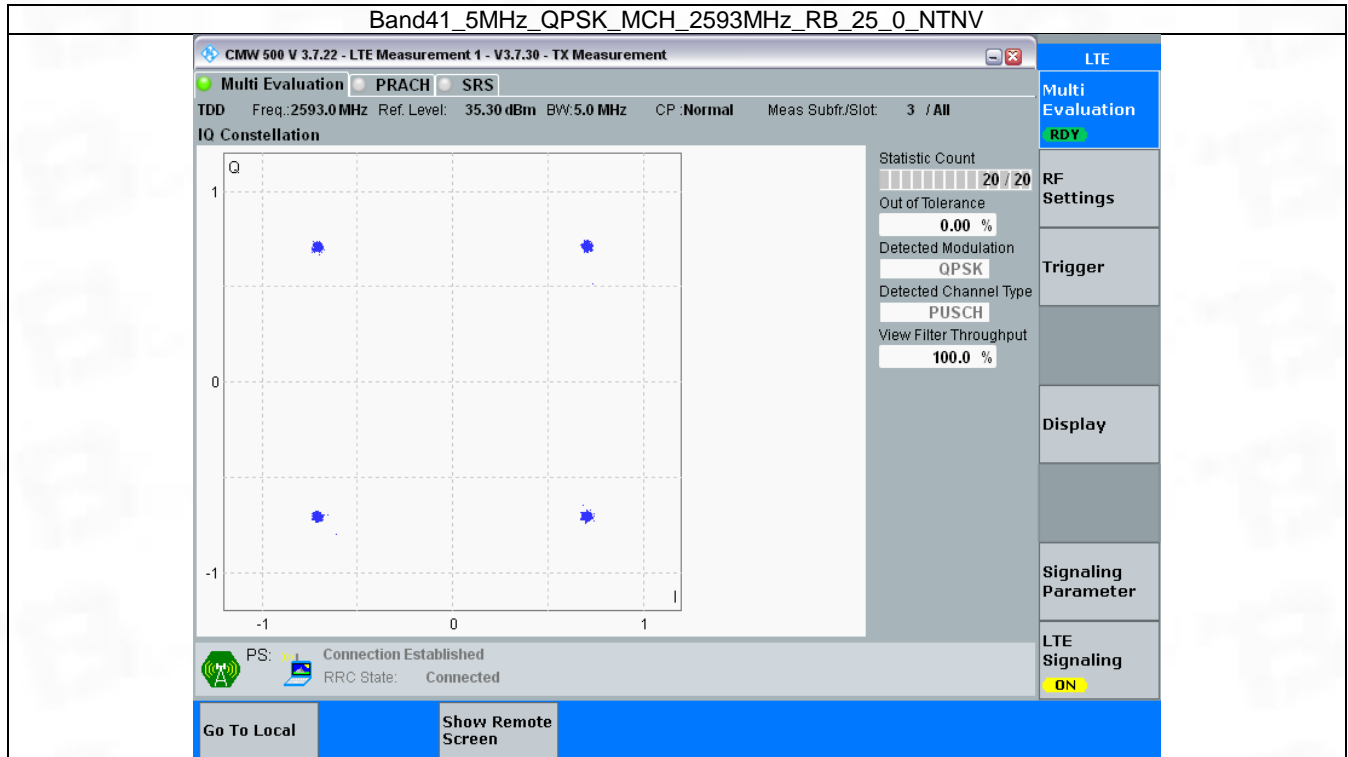 Band41_5MHz_QPSK_MCH_2593MHz_RB_25_0_NTNV
CMW 500 V 3.7.22 - LTE Measurement 1 - V3.7.30 - TX Measurement
LTE
Multi Evaluation PRACH SRS
TDD Freq.:2593.0 MHz Ref. Level: 35.30 dBm BW:5.0 MHz CP :Normal Meas Subfr./Slot: 3 / All
IQ Constellation
Q
1
0
-1
I
-1 0 1
Statistic Count
20 / 20
Out of Tolerance
0.00 %
Detected Modulation
QPSK
Detected Channel Type
PUSCH
View Filter Throughput
100.0 %
Multi
Evaluation
RDY
RF
Settings
Trigger
Display
Signaling
Parameter
LTE
Signaling
ON
PS: Connection Established
RRC State: Connected
Go To Local
Show Remote
Screen